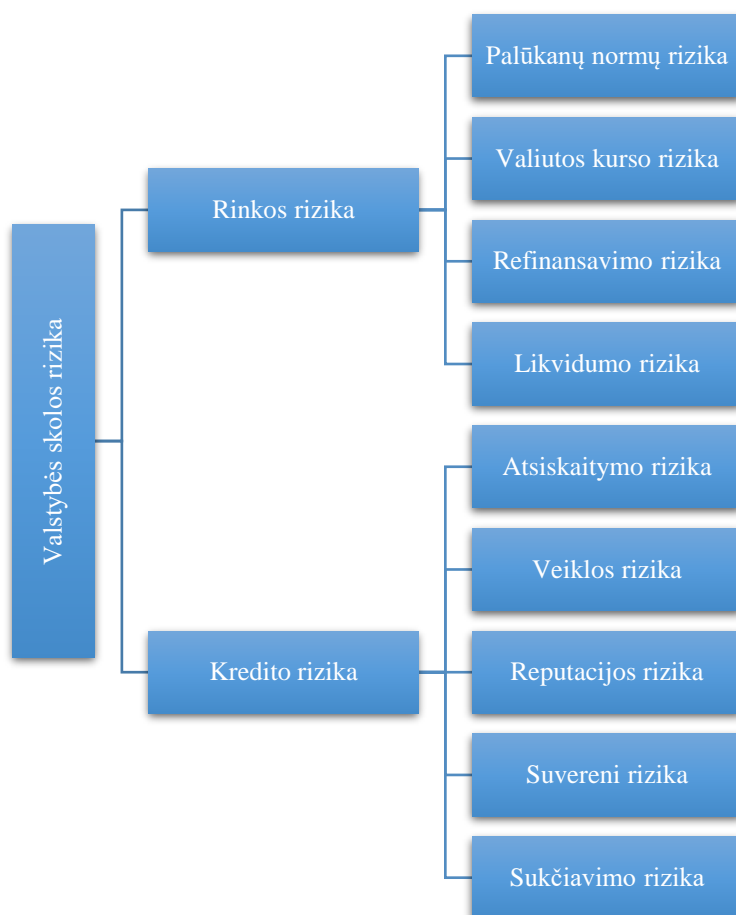 Valstybės skolos rizika
Rinkos rizika
Palūkanų normų rizika
Valiutos kurso rizika
Refinansavimo rizika
Likvidumo rizika
Kredito rizika
Atsiskaitymo rizika
Veiklos rizika
Reputacijos rizika
Suvereni rizika
Sukčiavimo rizika